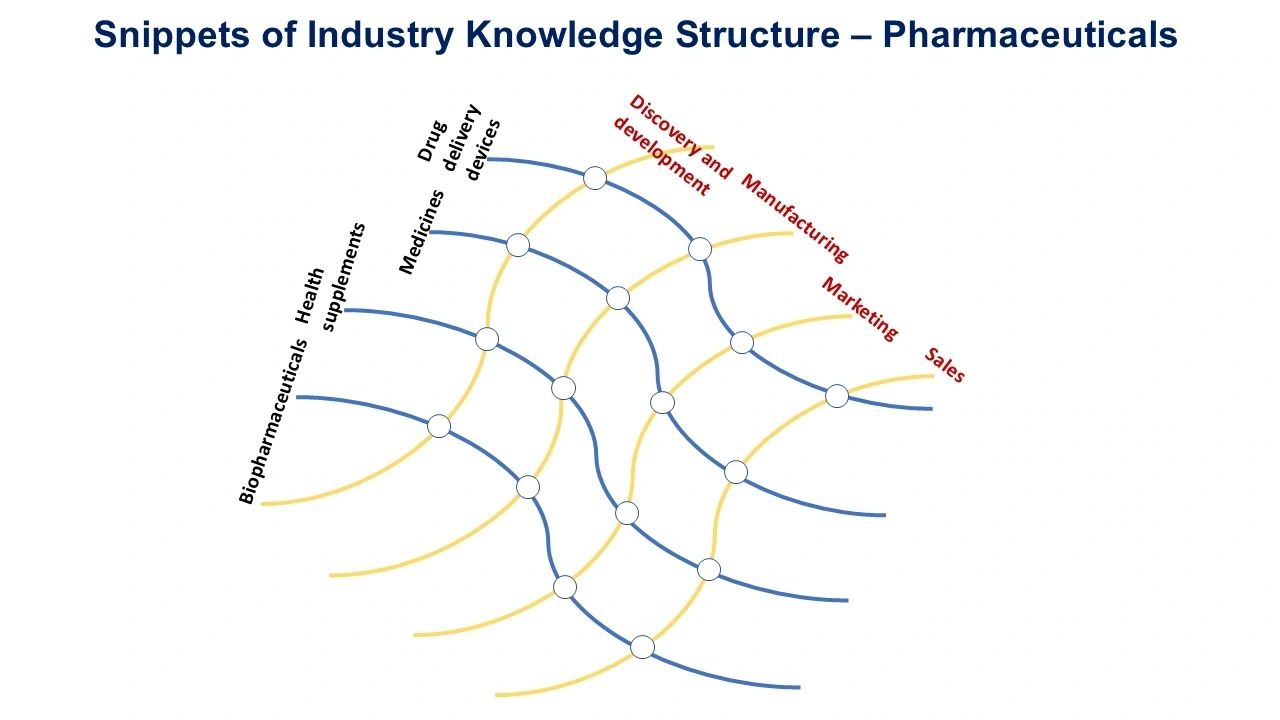 Snippets of Industry Knowledge Structure – Pharmaceuticals
Drug
delivery
devices
Medicines
Health
supplements
Biopharmaceuticals
Discovery and
development
Manufacturing
Marketing
Sales